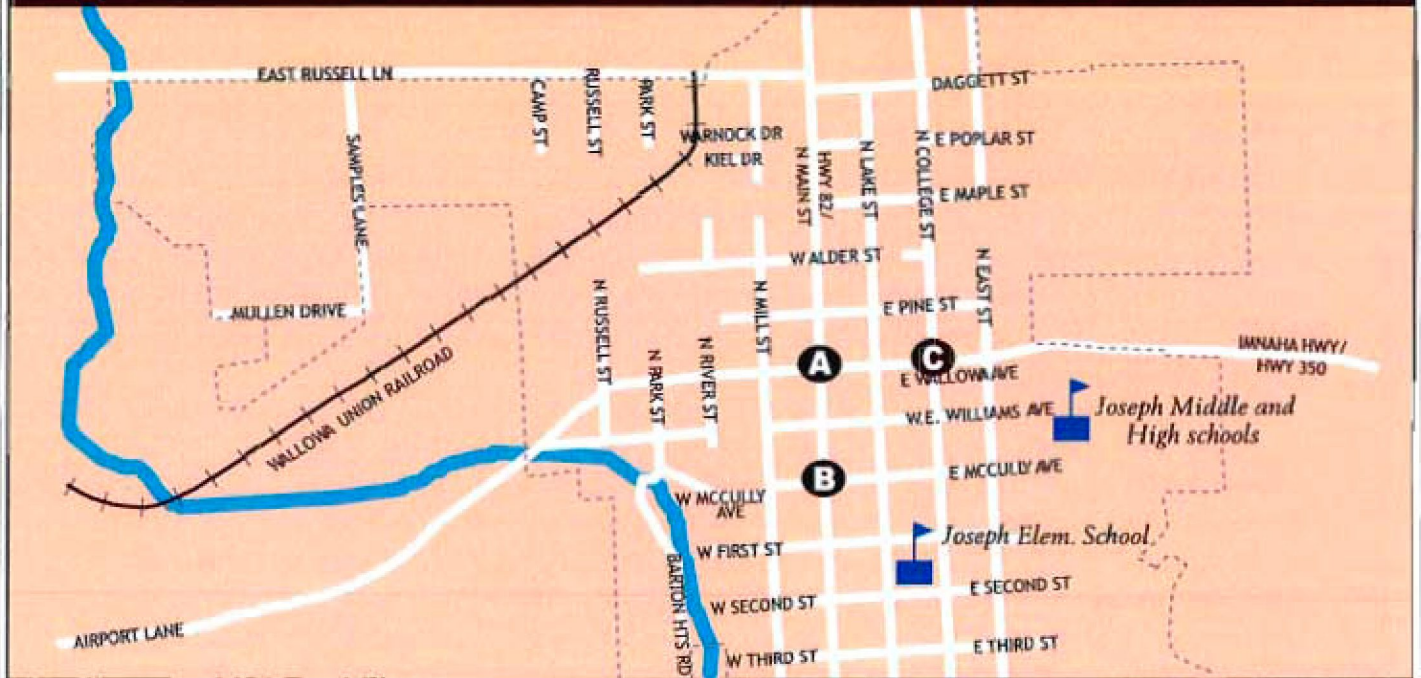 EAST RUSSELL LN
CAMP ST
RUSSELL ST
PARK ST
DAGGETT ST
WARNOCK DR
KIEL DR
SAMPLES LANE
N MAIN ST
HWY 82/
N LAKE ST
N COLLEGE ST
E POPLAR ST
E MAPLE ST
W ALDER ST
N EAST ST
MULLEN DRIVE
N RUSSELL ST
N MILL ST
E PINE ST
N PARK ST
N RIVER ST
A
C
IMNAHA HWY/
HWY 350
E WALLOWA AVE
WALLOWA UNION RAILROAD
W.E. WILLIAMS AVE
Joseph Middle and
High schools
B
E MCCULLY AVE
W MCCULLY
AVE
Joseph Elem. School
W FIRST ST
BARTON HTS RD
E SECOND ST
W SECOND ST
AIRPORT LANE
E THIRD ST
W THIRD ST